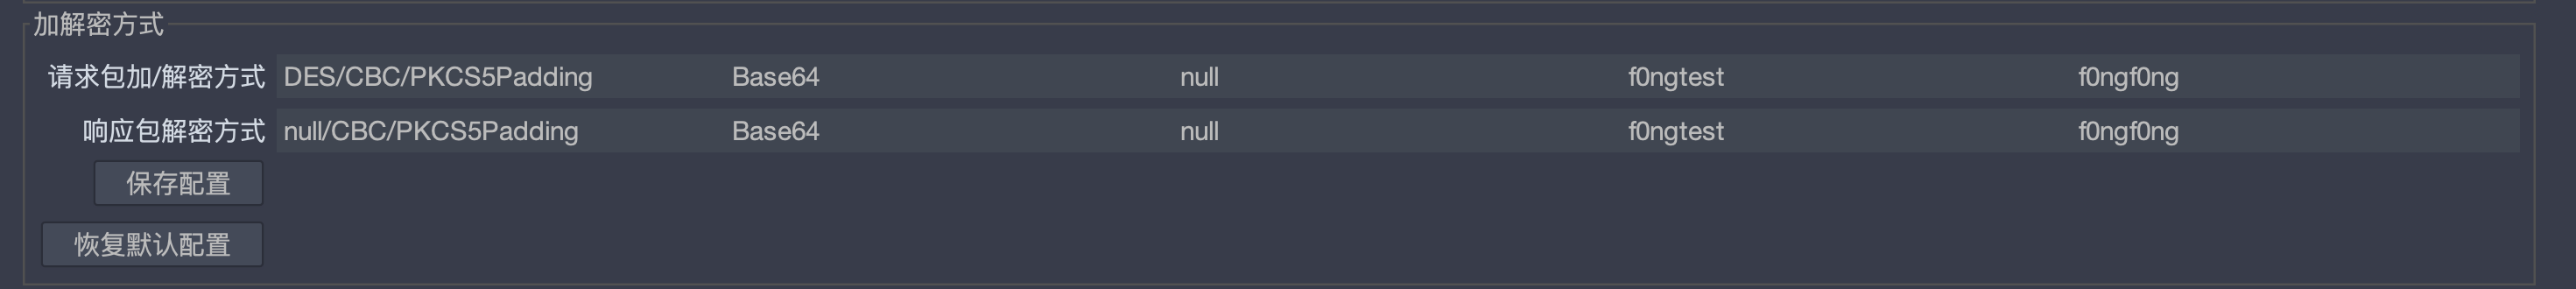 加解密方式
请求包加/解密方式 DES/CBC/PKCS5Padding Base64 null f0ngtest f0ngf0ng
响应包解密方式 null/CBC/PKCS5Padding Base64 null f0ngtest f0ngf0ng
保存配置
恢复默认配置